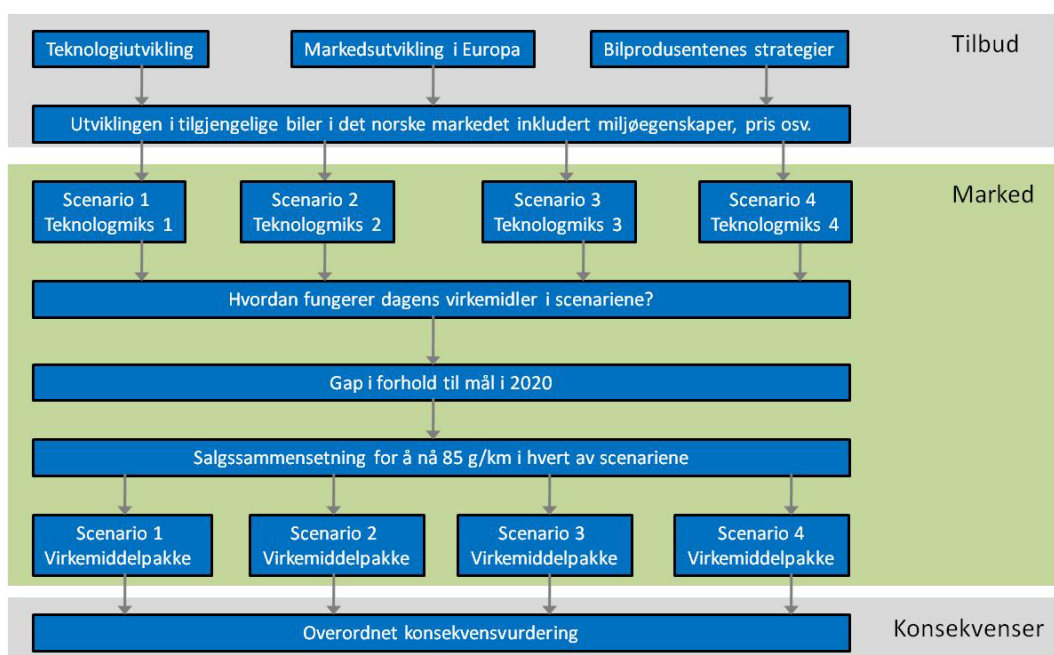 Tilbud
Teknologiutvikling
Markedsutvikling i Europa
Bilprodusentenes strategier
Utviklingen i tilgjengelige biler i det norske markedet inkludert miljøegenskaper, pris osv.
Marked
Scenario 1
Teknologmiks 1
Scenario 2
Teknologmiks 2
Scenario 3
Teknologmiks 3
Scenario 4
Teknologmiks 4
Hvordan fungerer dagens virkemidler i scenariene?
Gap i forhold til mål i 2020
Salgssammensetning for å nå 85 g/km i hvert av scenariene
Scenario 1
Virkemiddelpakke
Scenario 2
Virkemiddelpakke
Scenario 3
Virkemiddelpakke
Scenario 4
Virkemiddelpakke
Konsekvenser
Overordnet konsekvensvurdering